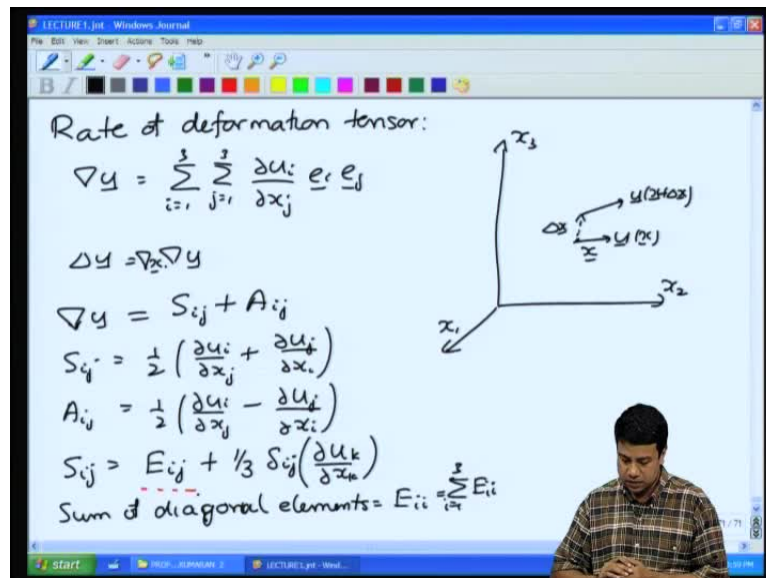 LECTURE1.jnt - Windows Journal
File Edit View Insert Actions Tools Help
B I
Rate of deformation tensor:
∇u = ∑_{i=1}^{3} ∑_{j=1}^{3} ∂u_i/∂x_j e_i e_j
Δu = Δx.∇u
∇u = S_ij + A_ij
S_ij = 1/2 (∂u_i/∂x_j + ∂u_j/∂x_i)
A_ij = 1/2 (∂u_i/∂x_j − ∂u_j/∂x_i)
S_ij = E_ij + 1/3 δ_ij (∂u_k/∂x_k)
Sum of diagonal elements = E_ii = ∑_{i=1}^{3} E_ii
x_3
u(x+Δx)
Δx
u(x)
x
x_2
x_1
start
LECTURE1.jnt - Wind...